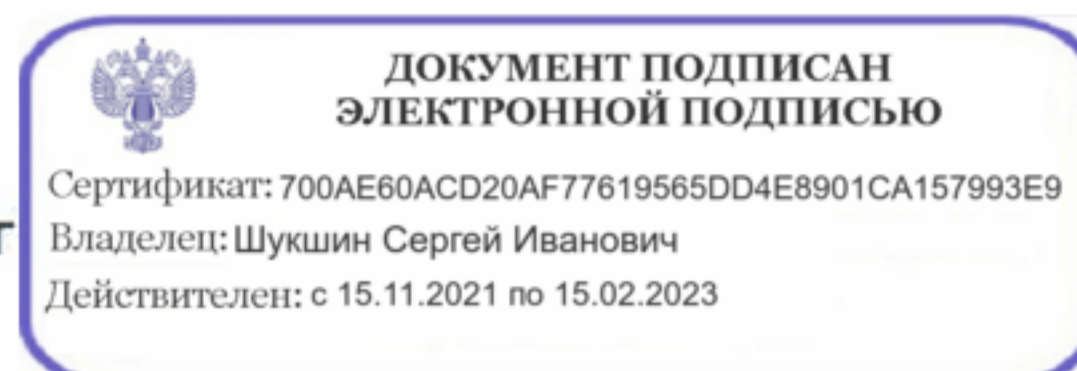 ДОКУМЕНТ ПОДПИСАН
ЭЛЕКТРОННОЙ ПОДПИСЬЮ
Сертификат: 700AE60ACD20AF77619565DD4E8901CA157993E9
Владелец: Шукшин Сергей Иванович
Действителен: с 15.11.2021 по 15.02.2023